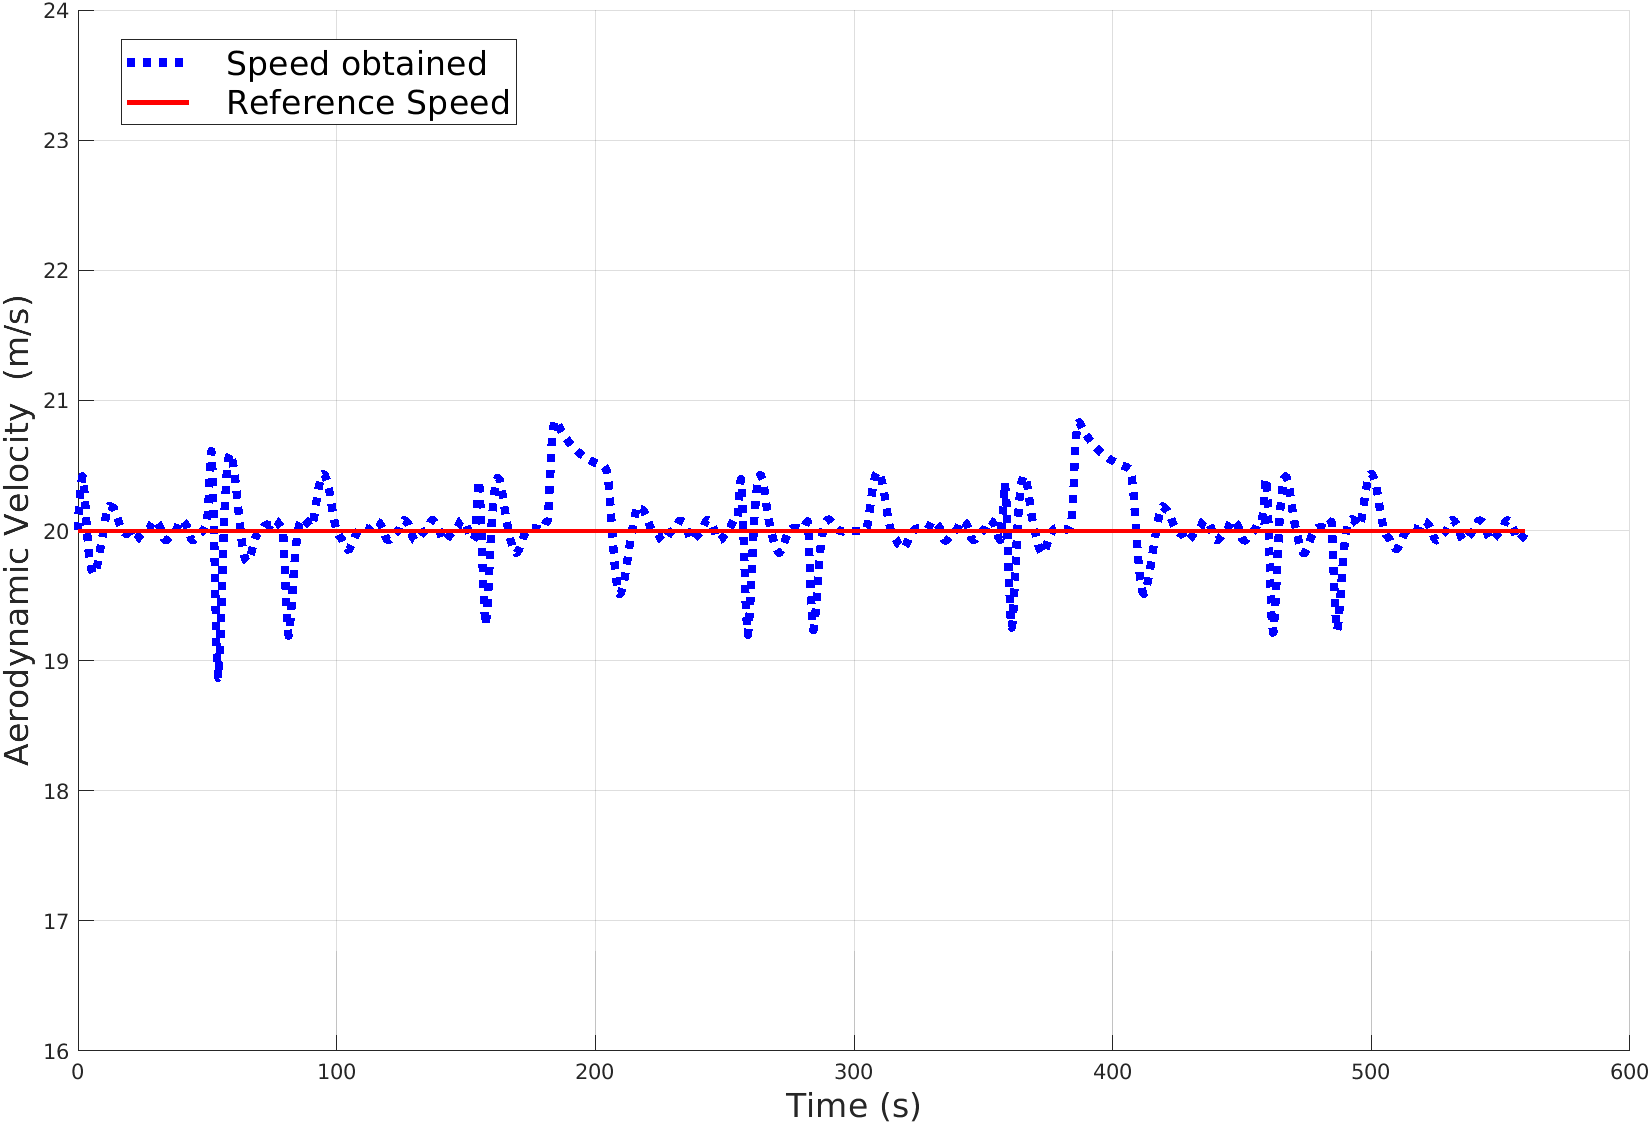 24
23
22
21
20
19
18
17
16
Speed obtained
Reference Speed
Aerodynamic Velocity (m/s)
0 100 200 300 400 500 600
Time (s)